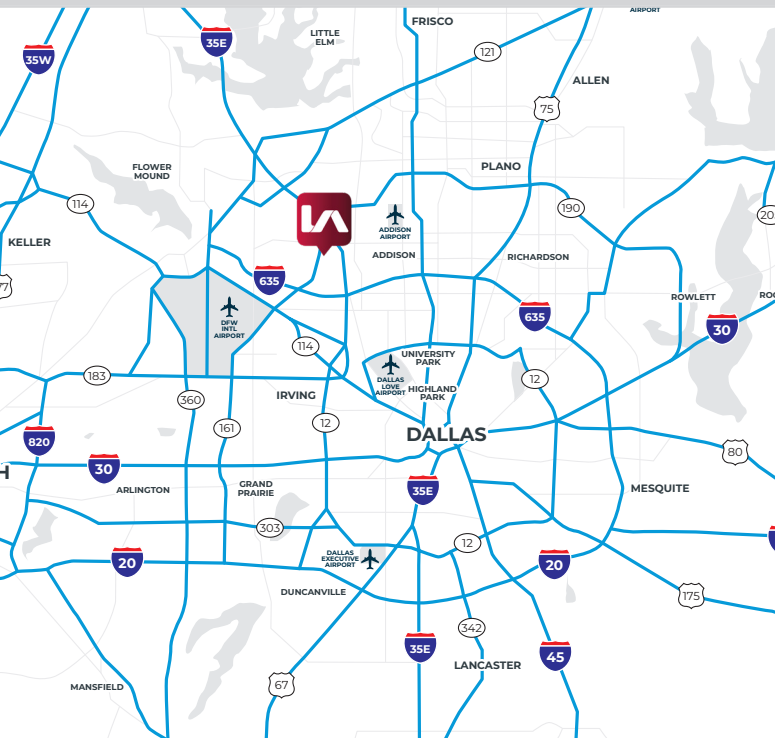 AIRPORT
FRISCO
LITTLE
ELM
35E
35W
121
ALLEN
75
PLANO
FLOWER
MOUND
114
190
ADDISON
AIRPORT
KELLER
ADDISON
RICHARDSON
635
ROWLETT
DFW
INTL
AIRPORT
635
30
114
UNIVERSITY
PARK
DALLAS
LOVE
AIRPORT
183
12
HIGHLAND
PARK
360
IRVING
161
12
DALLAS
820
80
30
GRAND
PRAIRIE
ARLINGTON
35E
MESQUITE
303
12
DALLAS
EXECUTIVE
AIRPORT
20
20
DUNCANVILLE
175
342
35E
45
LANCASTER
67
MANSFIELD